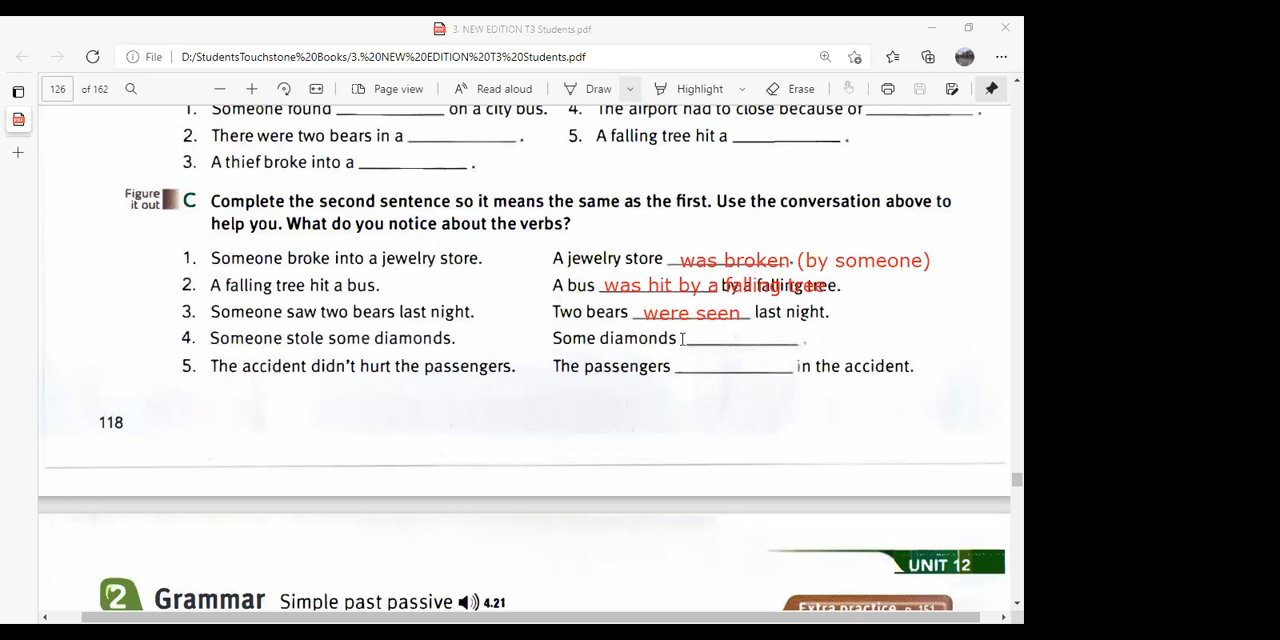 3. NEW EDITION T3 Students.pdf
File D:/StudentsTouchstone%20Books/3.%20NEW%20EDITION%20T3%20Students.pdf
126 of 162 Page view Read aloud Draw Highlight Erase
1. Someone found ____________ on a city bus. 4. The airport had to close because of ____________ .
2. There were two bears in a ____________ . 5. A falling tree hit a ____________ .
3. A thief broke into a ____________ .
Figure it out C Complete the second sentence so it means the same as the first. Use the conversation above to
help you. What do you notice about the verbs?
1. Someone broke into a jewelry store. A jewelry store ____________ . was broken (by someone)
2. A falling tree hit a bus. A bus ____________ by a falling tree. was hit by a falling tree
3. Someone saw two bears last night. Two bears were seen last night.
4. Someone stole some diamonds. Some diamonds ____________ .
5. The accident didn't hurt the passengers. The passengers ____________ in the accident.
118
UNIT 12
2 Grammar Simple past passive 4.21
Extra practice p. 151